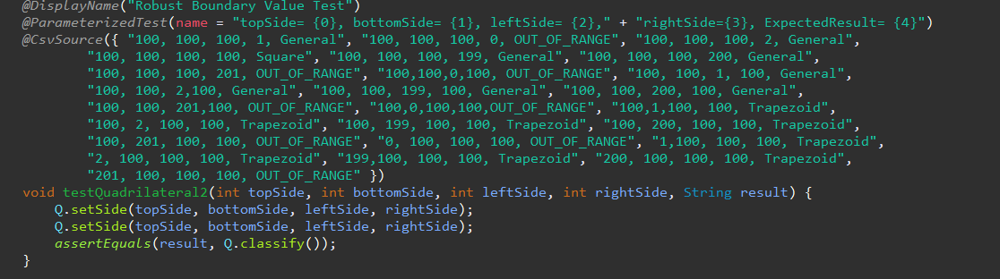 @DisplayName("Robust Boundary Value Test")
@ParameterizedTest(name = "topSide= {0}, bottomSide= {1}, leftSide= {2}," + "rightSide={3}, ExpectedResult= {4}")
@CsvSource({ "100, 100, 100, 1, General", "100, 100, 100, 0, OUT_OF_RANGE", "100, 100, 100, 2, General",
"100, 100, 100, 100, Square", "100, 100, 100, 199, General", "100, 100, 100, 200, General",
"100, 100, 100, 201, OUT_OF_RANGE", "100,100,0,100, OUT_OF_RANGE", "100, 100, 1, 100, General",
"100, 100, 2,100, General", "100, 100, 199, 100, General", "100, 100, 200, 100, General",
"100, 100, 201,100, OUT_OF_RANGE", "100,0,100,100,OUT_OF_RANGE", "100,1,100, 100, Trapezoid",
"100, 2, 100, 100, Trapezoid", "100, 199, 100, 100, Trapezoid", "100, 200, 100, 100, Trapezoid",
"100, 201, 100, 100, OUT_OF_RANGE", "0, 100, 100, 100, OUT_OF_RANGE", "1,100, 100, 100, Trapezoid",
"2, 100, 100, 100, Trapezoid", "199,100, 100, 100, Trapezoid", "200, 100, 100, 100, Trapezoid",
"201, 100, 100, 100, OUT_OF_RANGE" })
void testQuadrilateral2(int topSide, int bottomSide, int leftSide, int rightSide, String result) {
Q.setSide(topSide, bottomSide, leftSide, rightSide);
Q.setSide(topSide, bottomSide, leftSide, rightSide);
assertEquals(result, Q.classify());
}